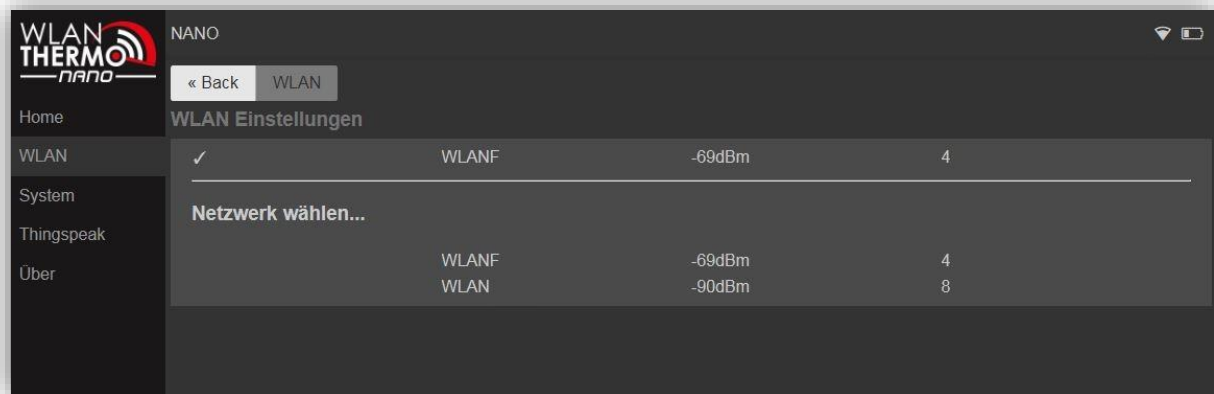 WLAN
THERMO
nano
NANO
« Back WLAN
Home
WLAN Einstellungen
WLAN
✓ WLANF -69dBm 4
System
Netzwerk wählen...
Thingspeak
Über
WLANF -69dBm 4
WLAN -90dBm 8